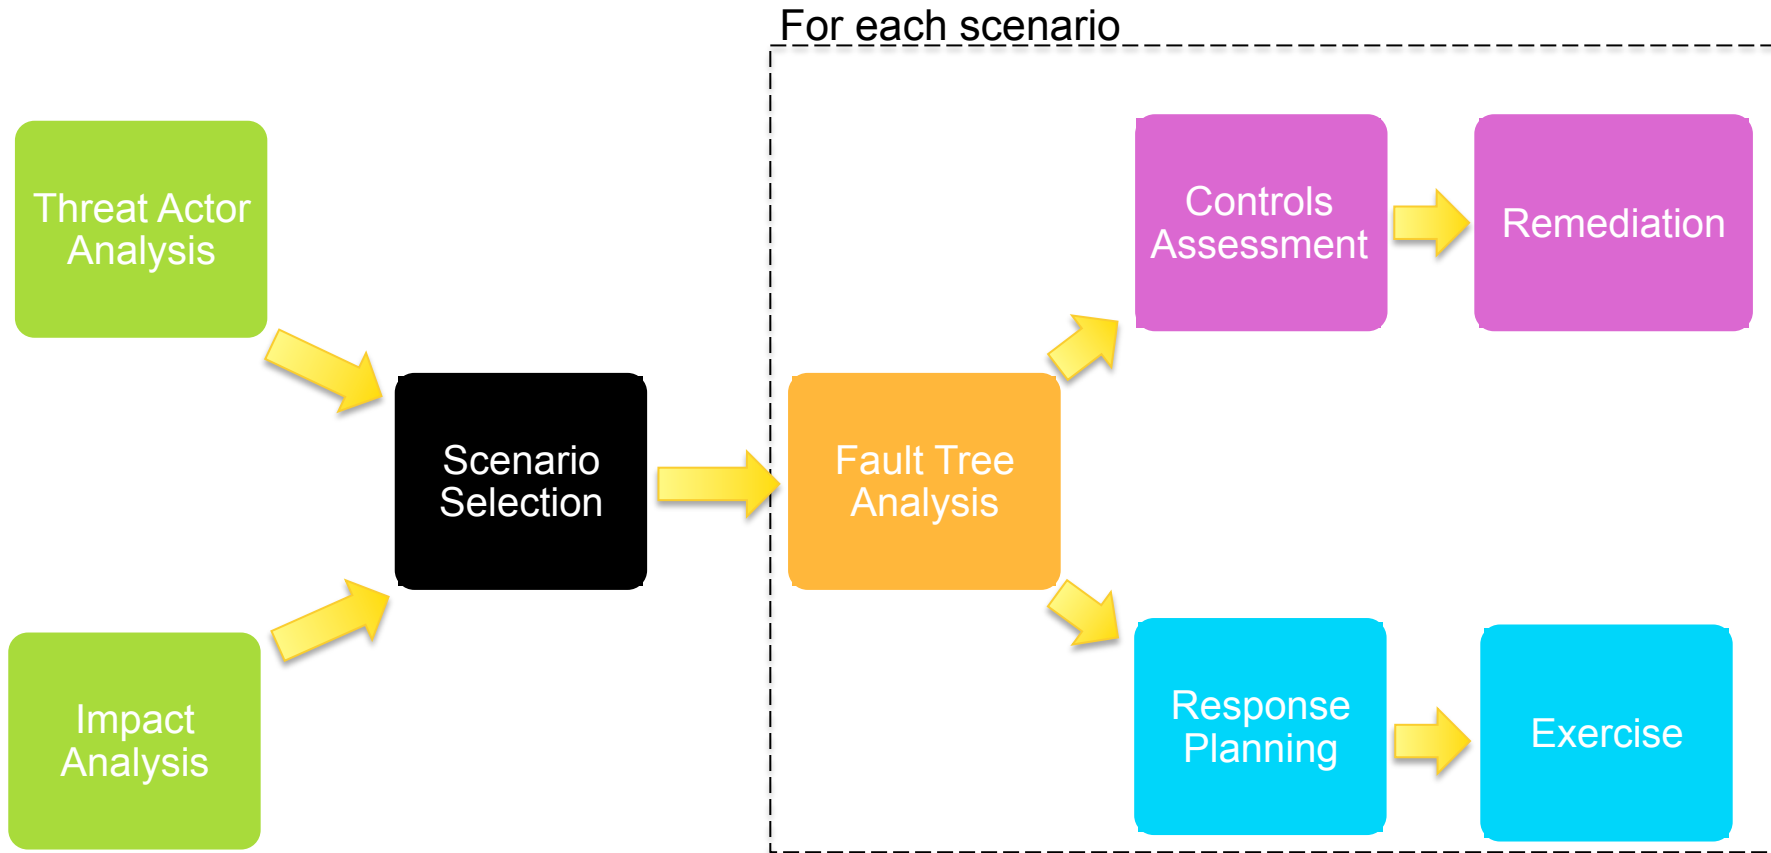 For each scenario
Threat Actor
Analysis
Controls
Assessment
Remediation
Scenario
Selection
Fault Tree
Analysis
Impact
Analysis
Response
Planning
Exercise